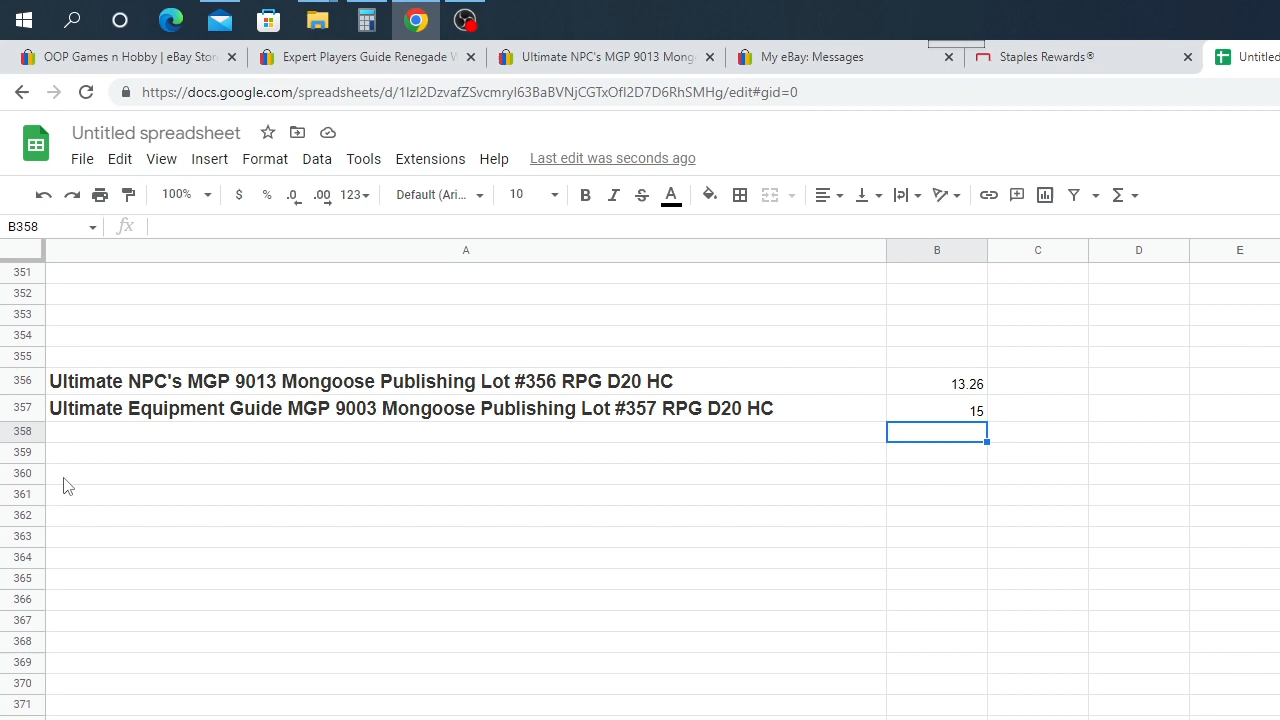 OOP Games n Hobby | eBay Stor
xpert Players Guide Renegade W
Ultimate NPC's MGP 9013 Mong
My eBay: Messages
Staples Rewards®
Untitled
https://docs.google.com/spreadsheets/d/1lzl2DzvafZSvcmryl63BaBVNjCGTxOfI2D7D6RhSMHg/edit#gid=0
Untitled spreadsheet
File Edit View Insert Format Data Tools Extensions Help Last edit was seconds ago
100% $ % .0 .00 123 Default (Ari... 10 B I S A
B358 fx
A B C D E
351
352
353
354
355
356 Ultimate NPC's MGP 9013 Mongoose Publishing Lot #356 RPG D20 HC 13.26
357 Ultimate Equipment Guide MGP 9003 Mongoose Publishing Lot #357 RPG D20 HC 15
358
359
360
361
362
363
364
365
366
367
368
369
370
371